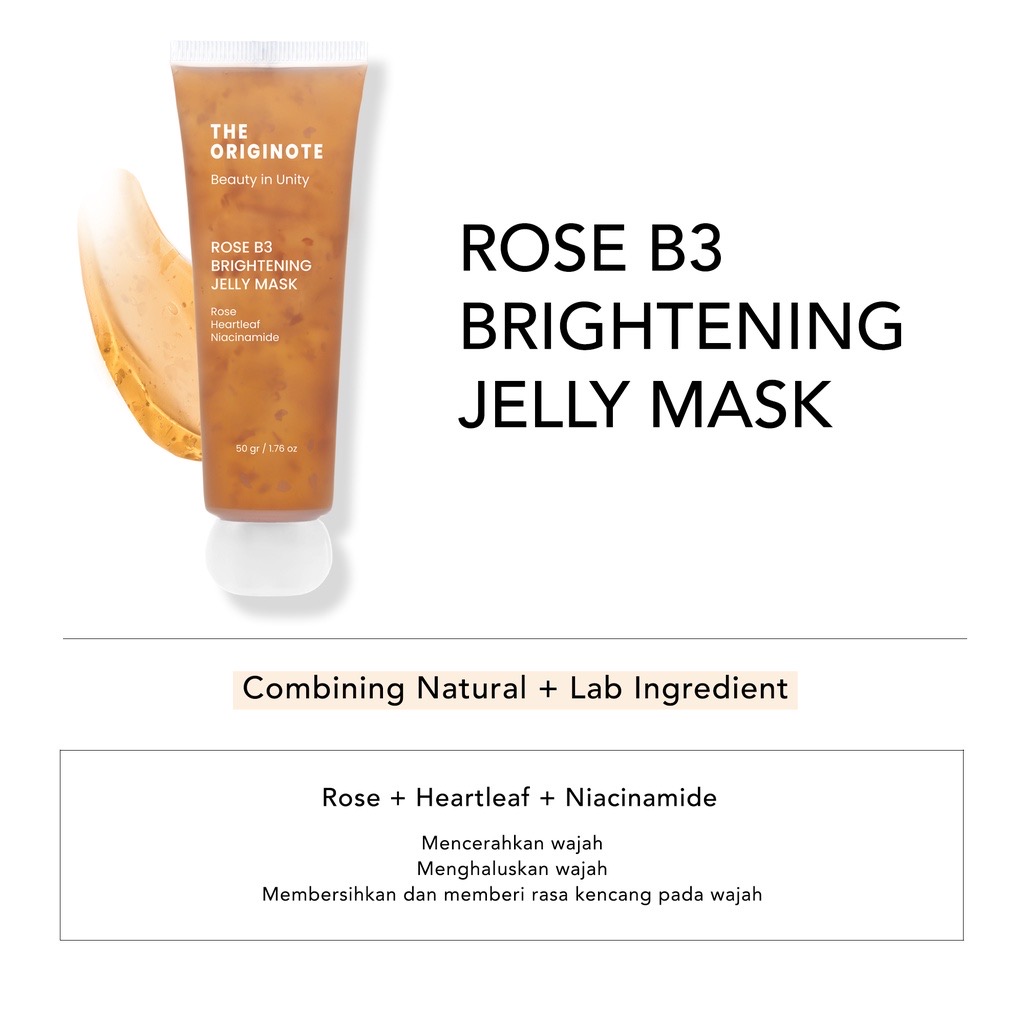 THE
ORIGINOTE
Beauty in Unity
ROSE B3
BRIGHTENING
JELLY MASK
Rose
Heartleaf
Niacinamide
50 gr / 1.76 oz
ROSE B3
BRIGHTENING
JELLY MASK
Combining Natural + Lab Ingredient
Rose + Heartleaf + Niacinamide
Mencerahkan wajah
Menghaluskan wajah
Membersihkan dan memberi rasa kencang pada wajah